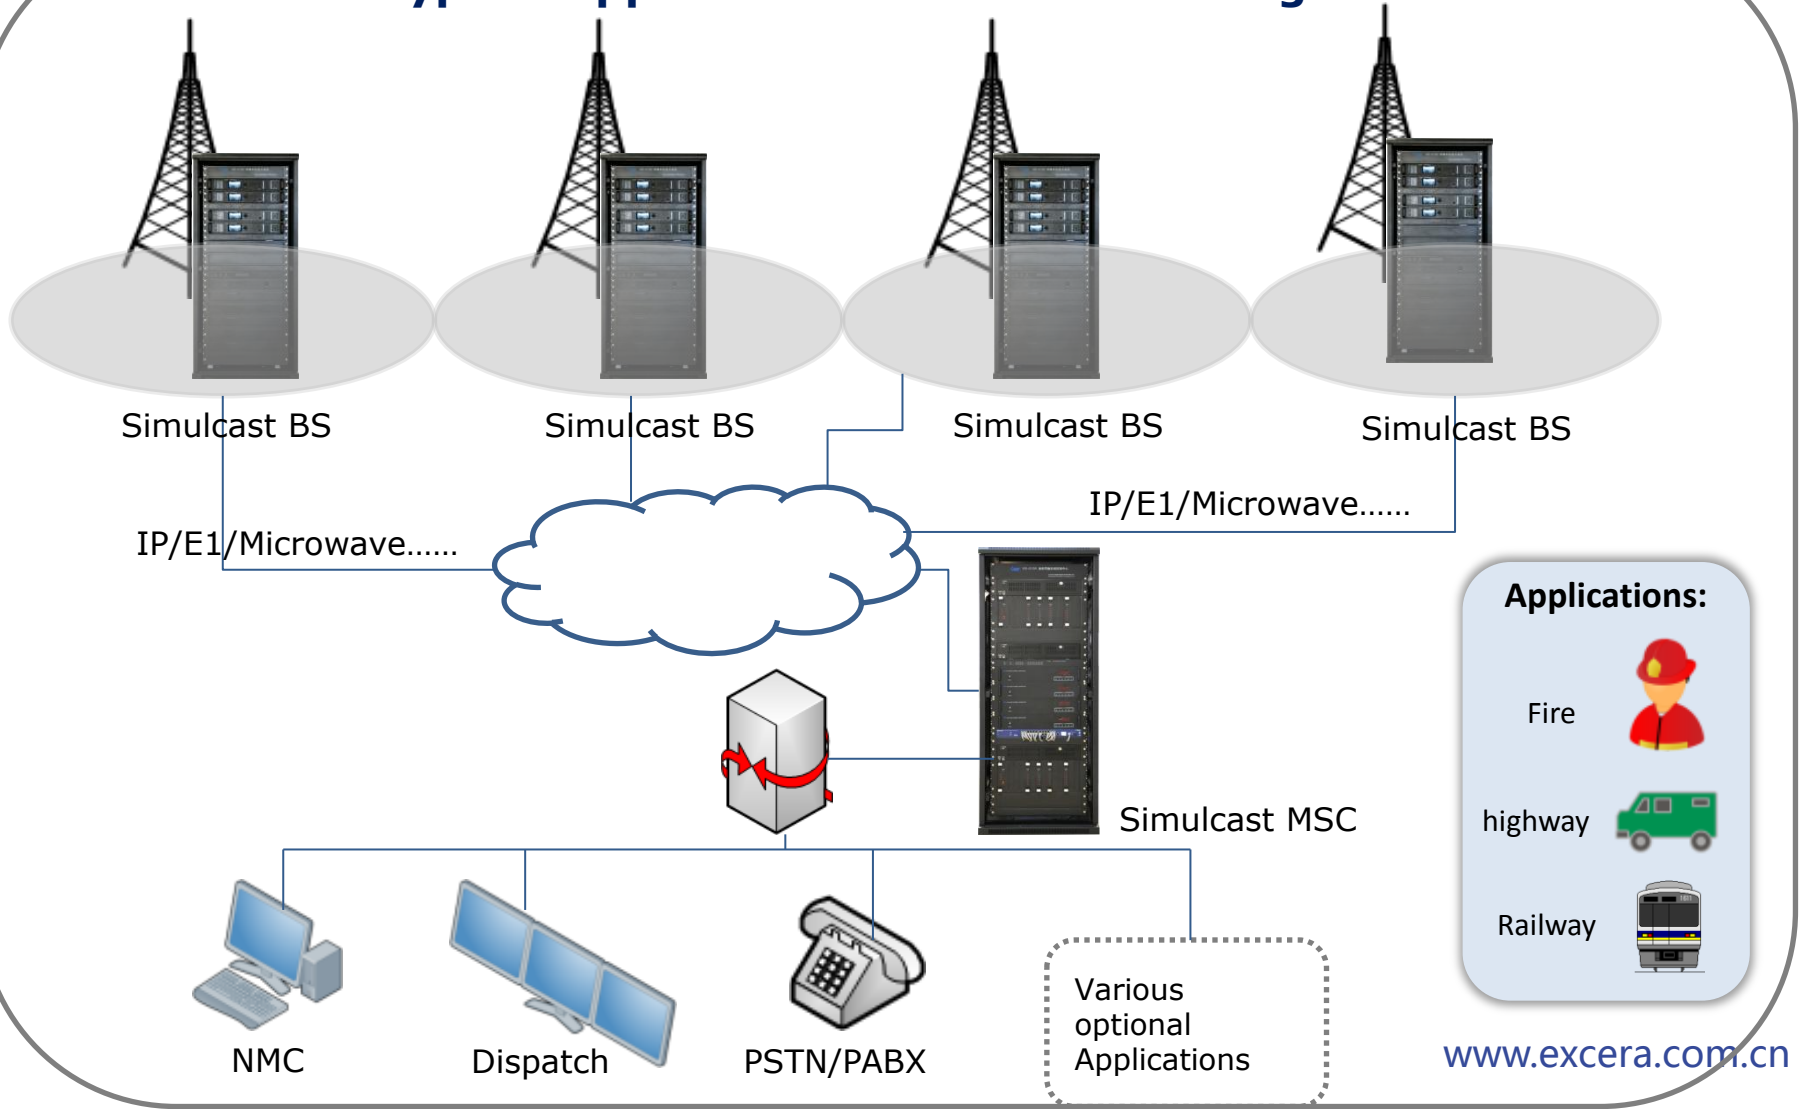 Simulcast BS
Simulcast BS
Simulcast BS
Simulcast BS
IP/E1/Microwave......
IP/E1/Microwave......
Applications:
Fire
highway
Railway
Simulcast MSC
NMC
Dispatch
PSTN/PABX
Various
optional
Applications
www.excera.com.cn